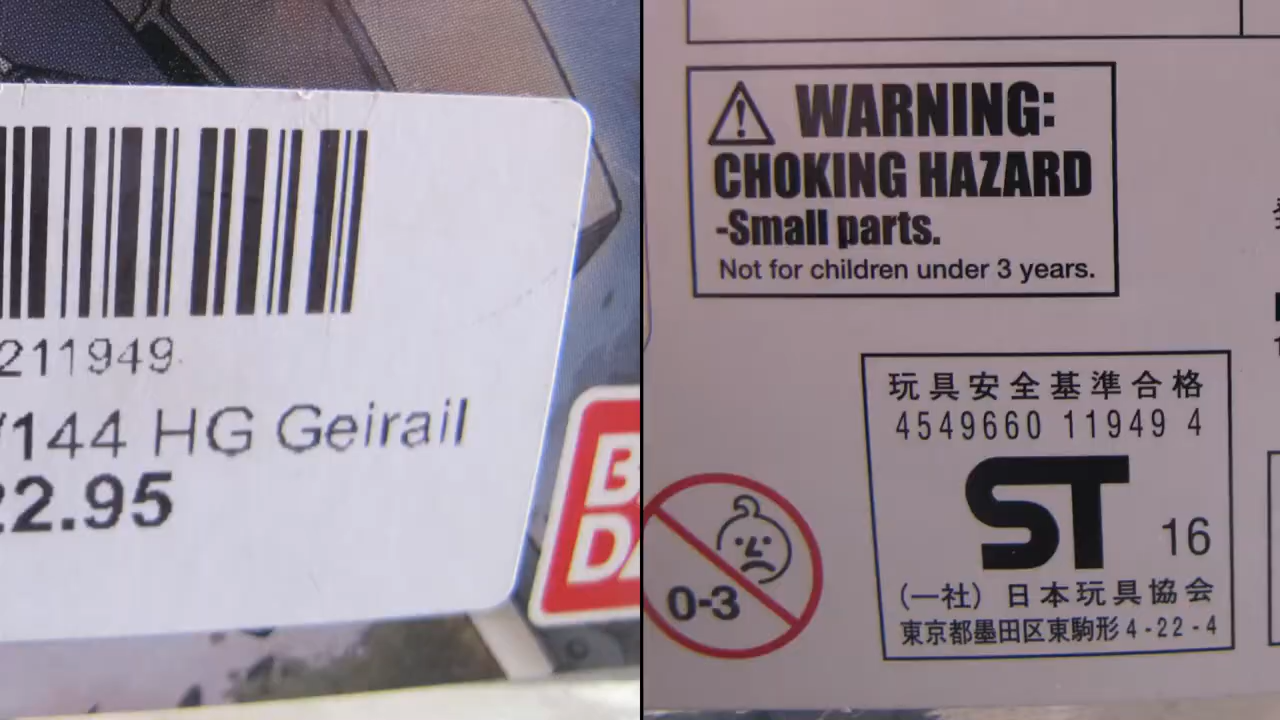 211949
/144 HG Geirail
22.95
WARNING:
CHOKING HAZARD
-Small parts.
Not for children under 3 years.
玩具安全基準合格
4549660 11949 4
ST 16
0-3
(一社) 日本玩具協会
東京都墨田区東駒形4-22-4